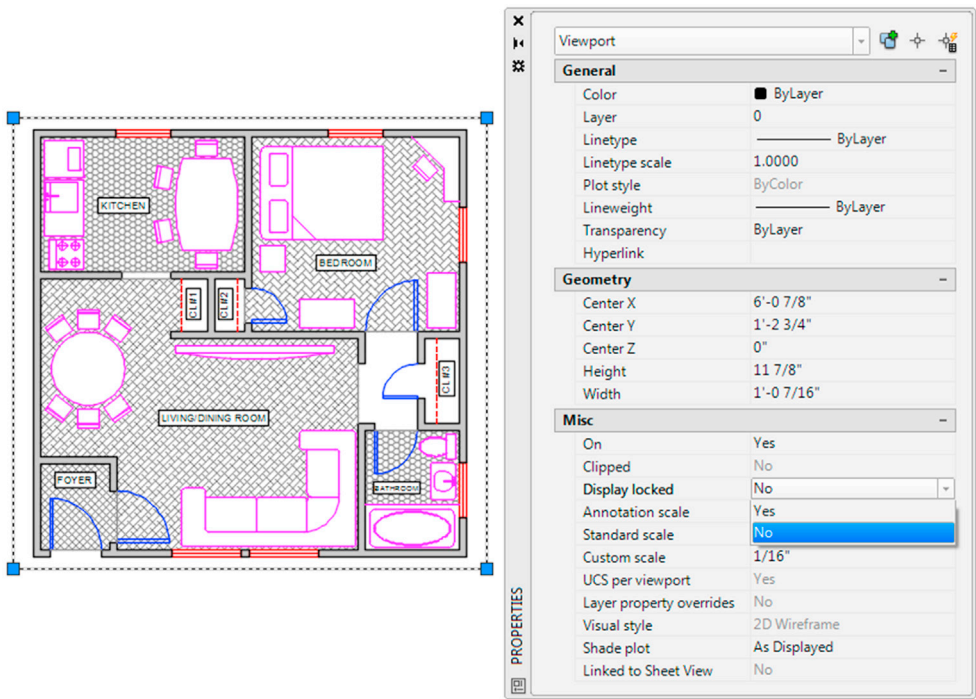 KITCHEN
BEDROOM
CL#1
CL#2
CL#3
LIVING/DINING ROOM
FOYER
BATHROOM
PROPERTIES
Viewport
General
Color ByLayer
Layer 0
Linetype ByLayer
Linetype scale 1.0000
Plot style ByColor
Lineweight ByLayer
Transparency ByLayer
Hyperlink
Geometry
Center X 6'-0 7/8"
Center Y 1'-2 3/4"
Center Z 0"
Height 11 7/8"
Width 1'-0 7/16"
Misc
On Yes
Clipped No
Display locked No
Annotation scale Yes
Standard scale No
Custom scale 1/16"
UCS per viewport Yes
Layer property overrides No
Visual style 2D Wireframe
Shade plot As Displayed
Linked to Sheet View No